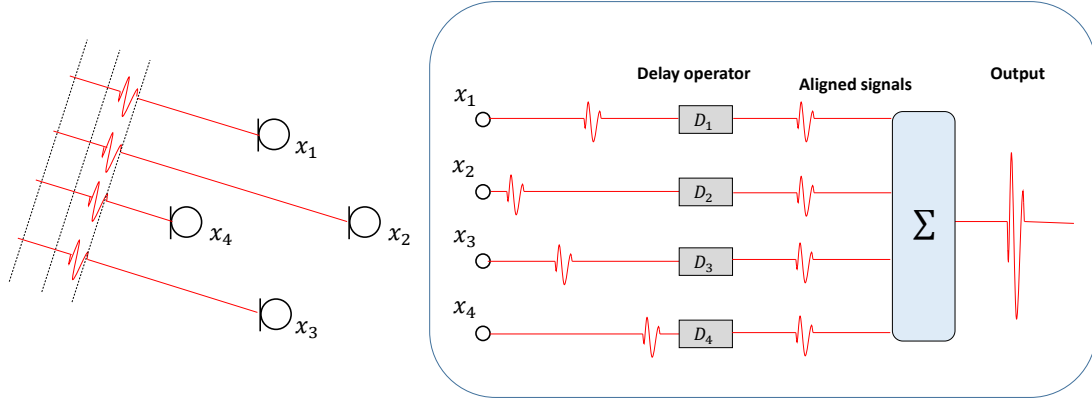 x₁
x₄
x₂
x₃
Delay operator
Aligned signals
Output
x₁
D₁
x₂
D₂
x₃
D₃
x₄
D₄
Σ